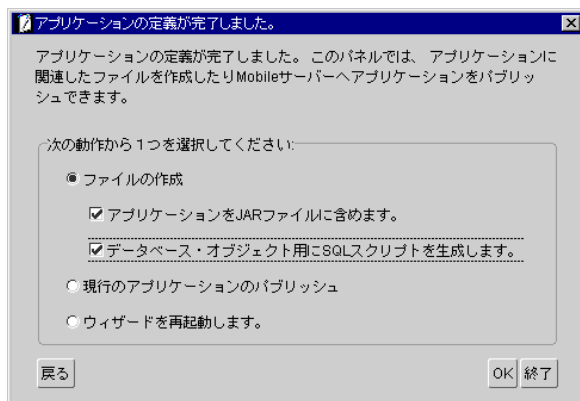 アプリケーションの定義が完了しました。
アプリケーションの定義が完了しました。 このパネルでは、 アプリケーションに
関連したファイルを作成したりMobileサーバーへアプリケーションをパブリッ
シュできます。
次の動作から1つを選択してください:
ファイルの作成
アプリケーションをJARファイルに含めます。
データベース・オブジェクト用にSQLスクリプトを生成します。
現行のアプリケーションのパブリッシュ
ウィザードを再起動します。
戻る OK 終了